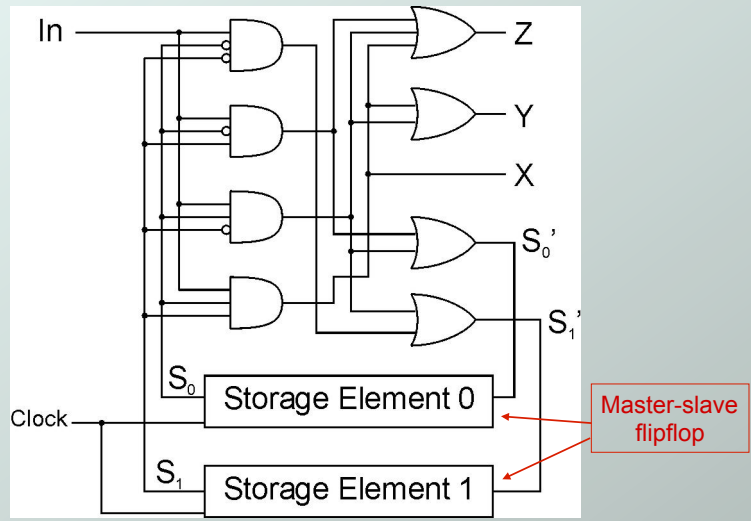 In
Z
Y
X
S0'
S1'
S0
Storage Element 0
Clock
Master-slave
flipflop
S1
Storage Element 1